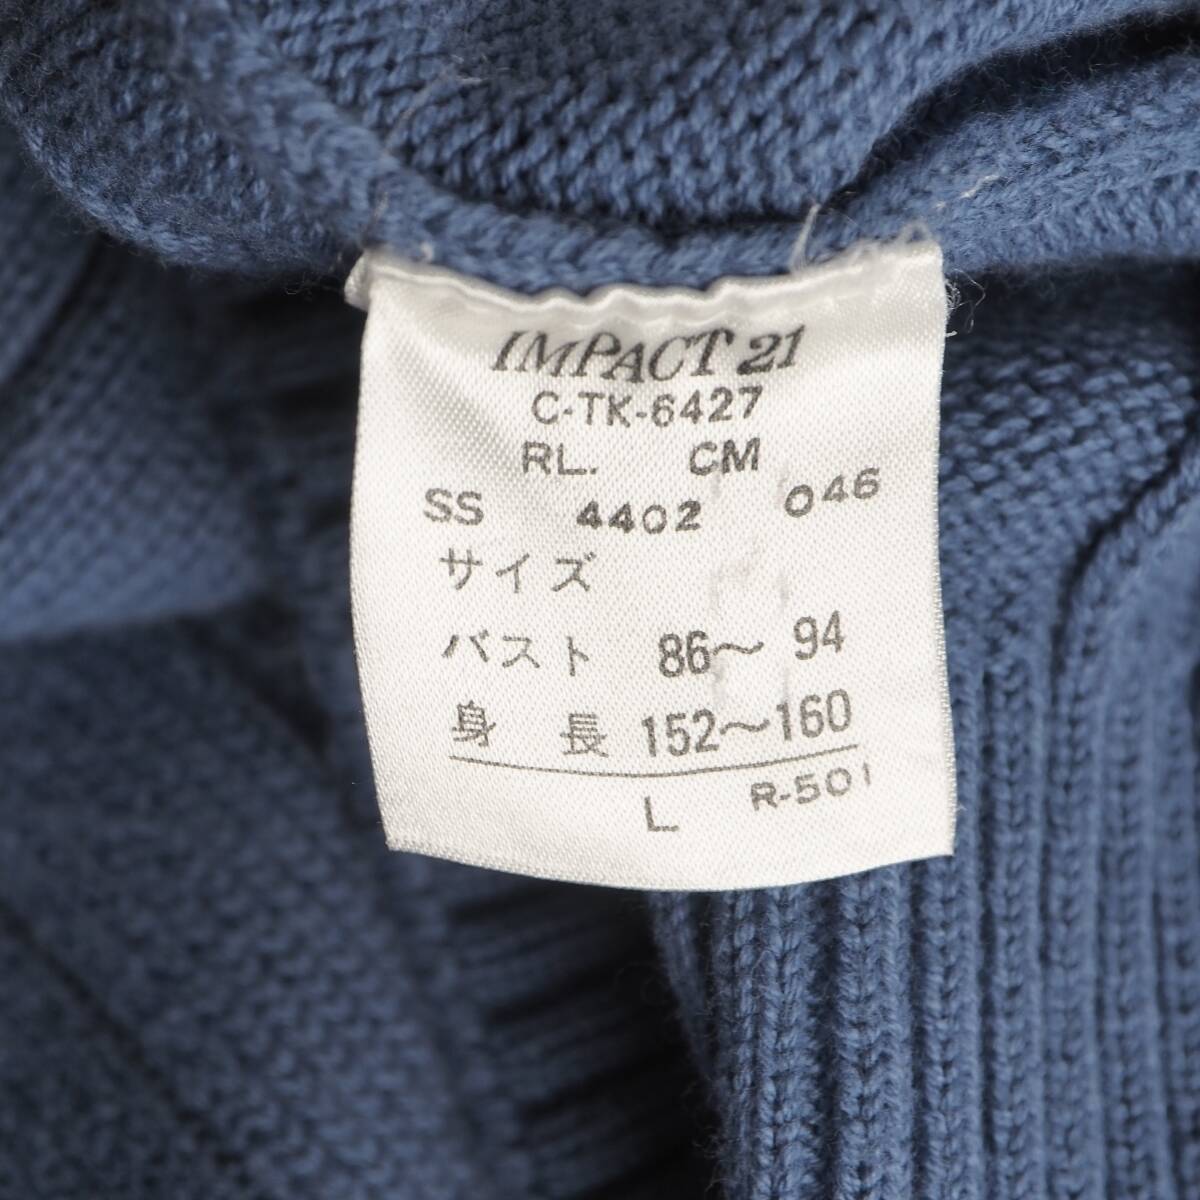 IMPACT 21
C-TK-6427
RL. CM
SS 4402 046
サイズ
バスト 86〜94
身長 152〜160
L R-501